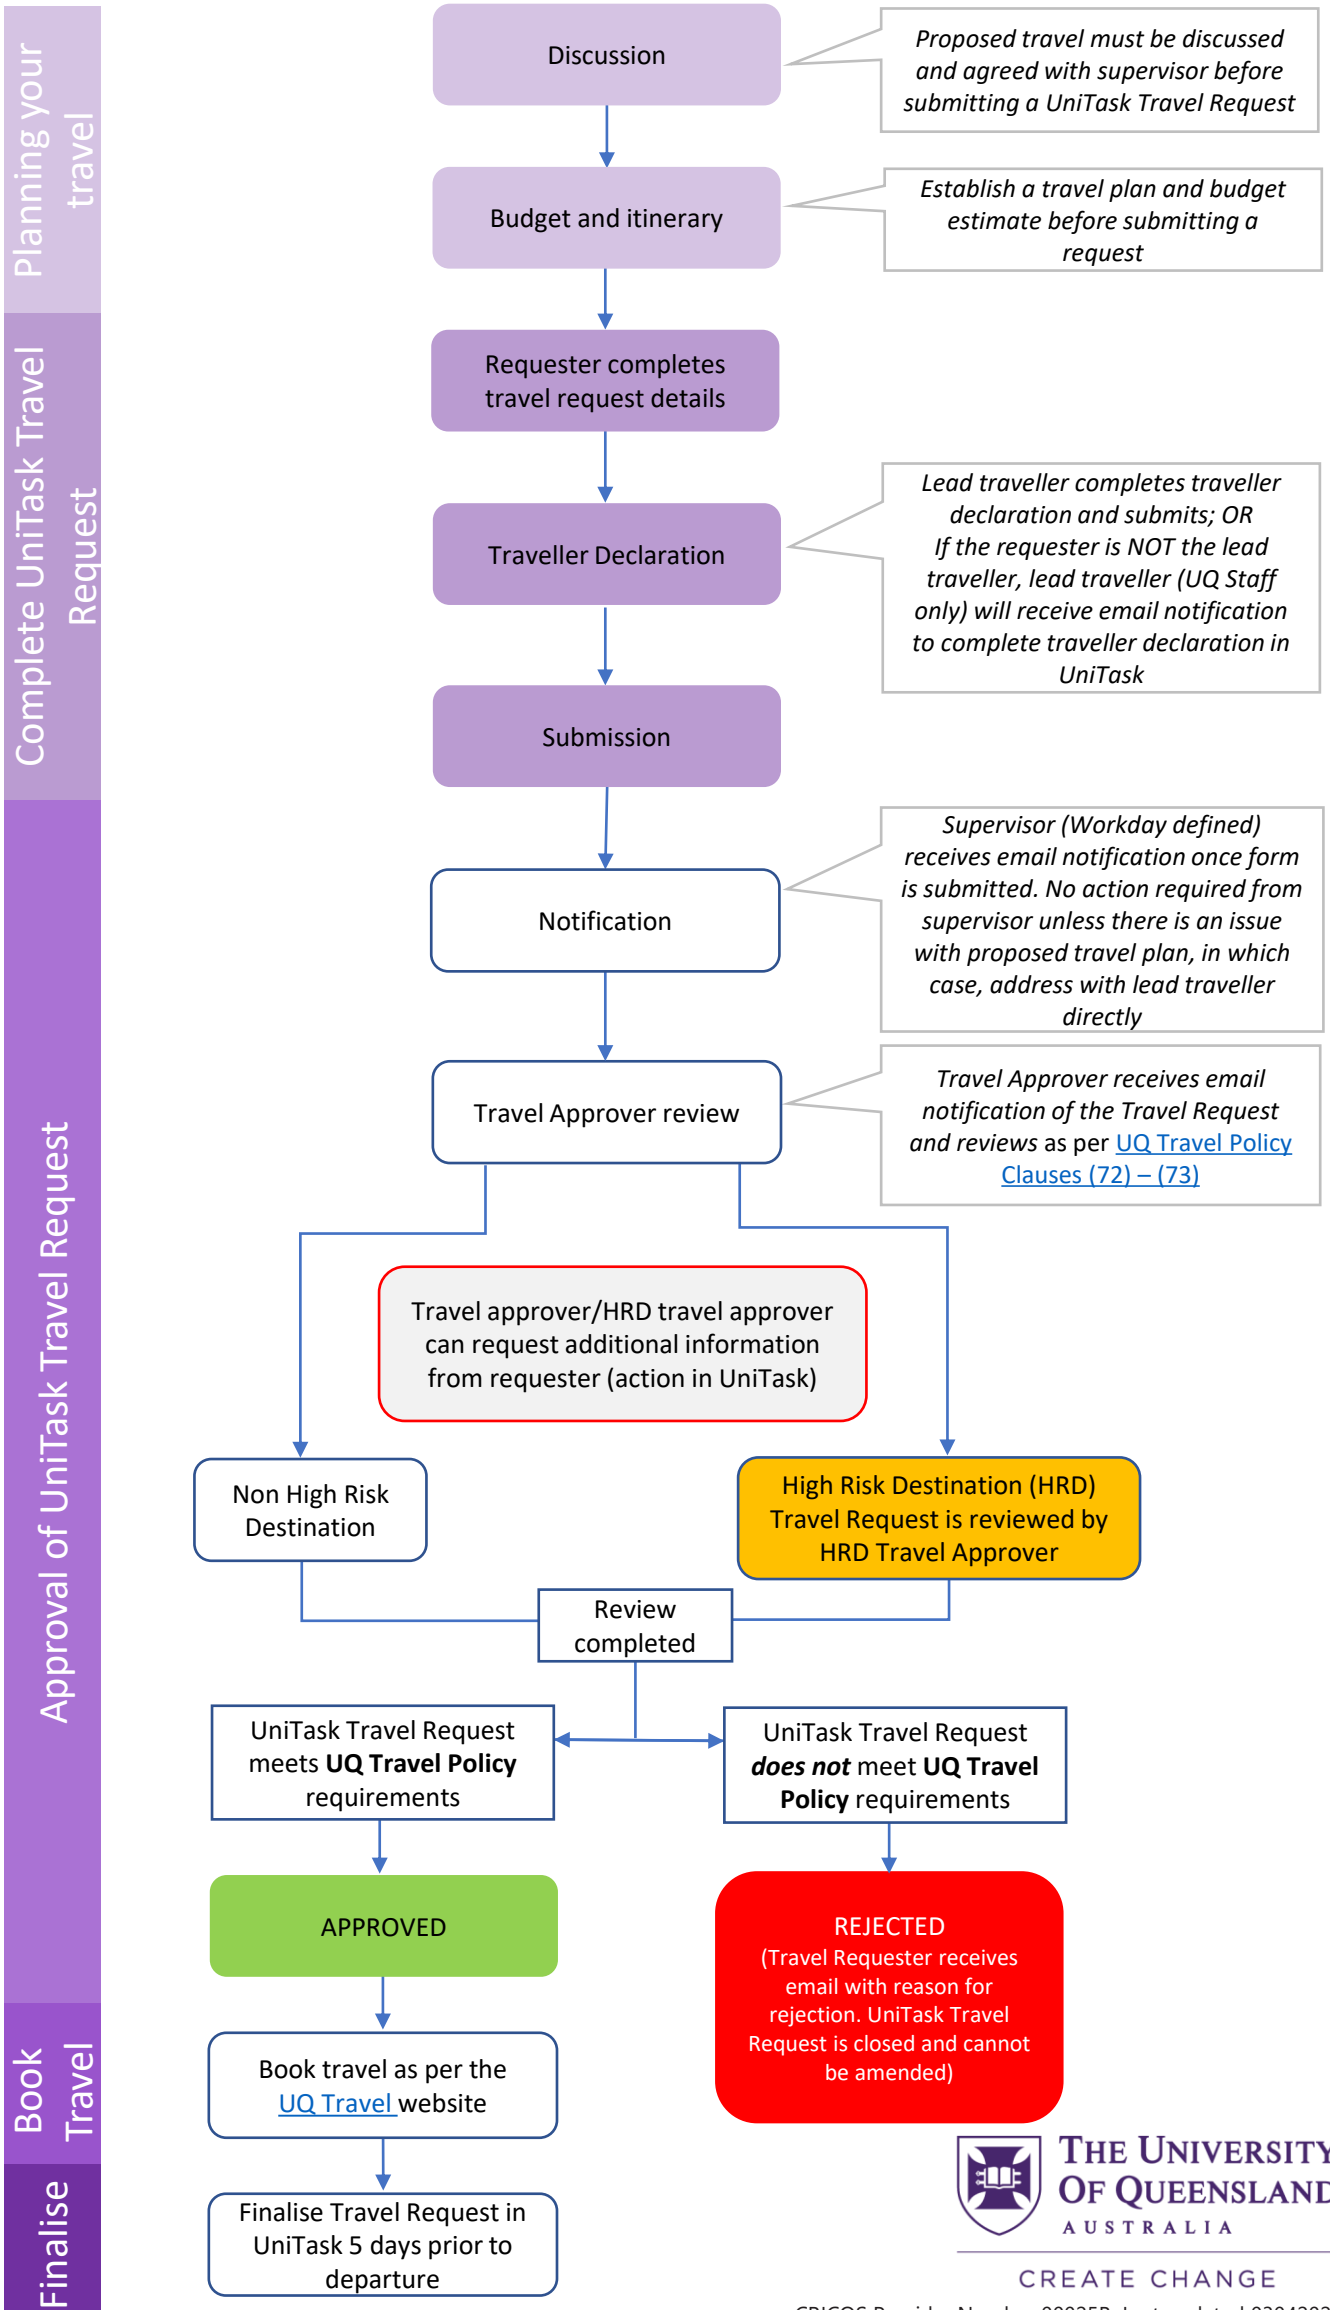 Planning your
travel
Discussion
Proposed travel must be discussed
and agreed with supervisor before
submitting a UniTask Travel Request
Budget and itinerary
Establish a travel plan and budget
estimate before submitting a
request
Complete UniTask Travel
Request
Requester completes
travel request details
Traveller Declaration
Lead traveller completes traveller
declaration and submits; OR
If the requester is NOT the lead
traveller, lead traveller (UQ Staff
only) will receive email notification
to complete traveller declaration in
UniTask
Submission
Approval of UniTask Travel Request
Notification
Supervisor (Workday defined)
receives email notification once form
is submitted. No action required from
supervisor unless there is an issue
with proposed travel plan, in which
case, address with lead traveller
directly
Travel Approver review
Travel Approver receives email
notification of the Travel Request
and reviews as per UQ Travel Policy
Clauses (72) – (73)
Travel approver/HRD travel approver
can request additional information
from requester (action in UniTask)
Non High Risk
Destination
High Risk Destination (HRD)
Travel Request is reviewed by
HRD Travel Approver
Review
completed
UniTask Travel Request
meets UQ Travel Policy
requirements
UniTask Travel Request
does not meet UQ Travel
Policy requirements
APPROVED
REJECTED
(Travel Requester receives
email with reason for
rejection. UniTask Travel
Request is closed and cannot
be amended)
Book
Travel
Book travel as per the
UQ Travel website
Finalise
Finalise Travel Request in
UniTask 5 days prior to
departure
THE UNIVERSITY
OF QUEENSLAND
AUSTRALIA
CREATE CHANGE